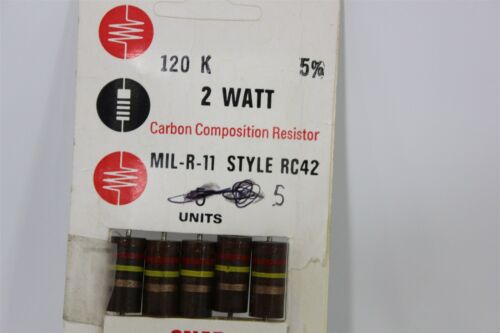 120 K 5%
2 WATT
Carbon Composition Resistor
MIL-R-11 STYLE RC42
5
UNITS